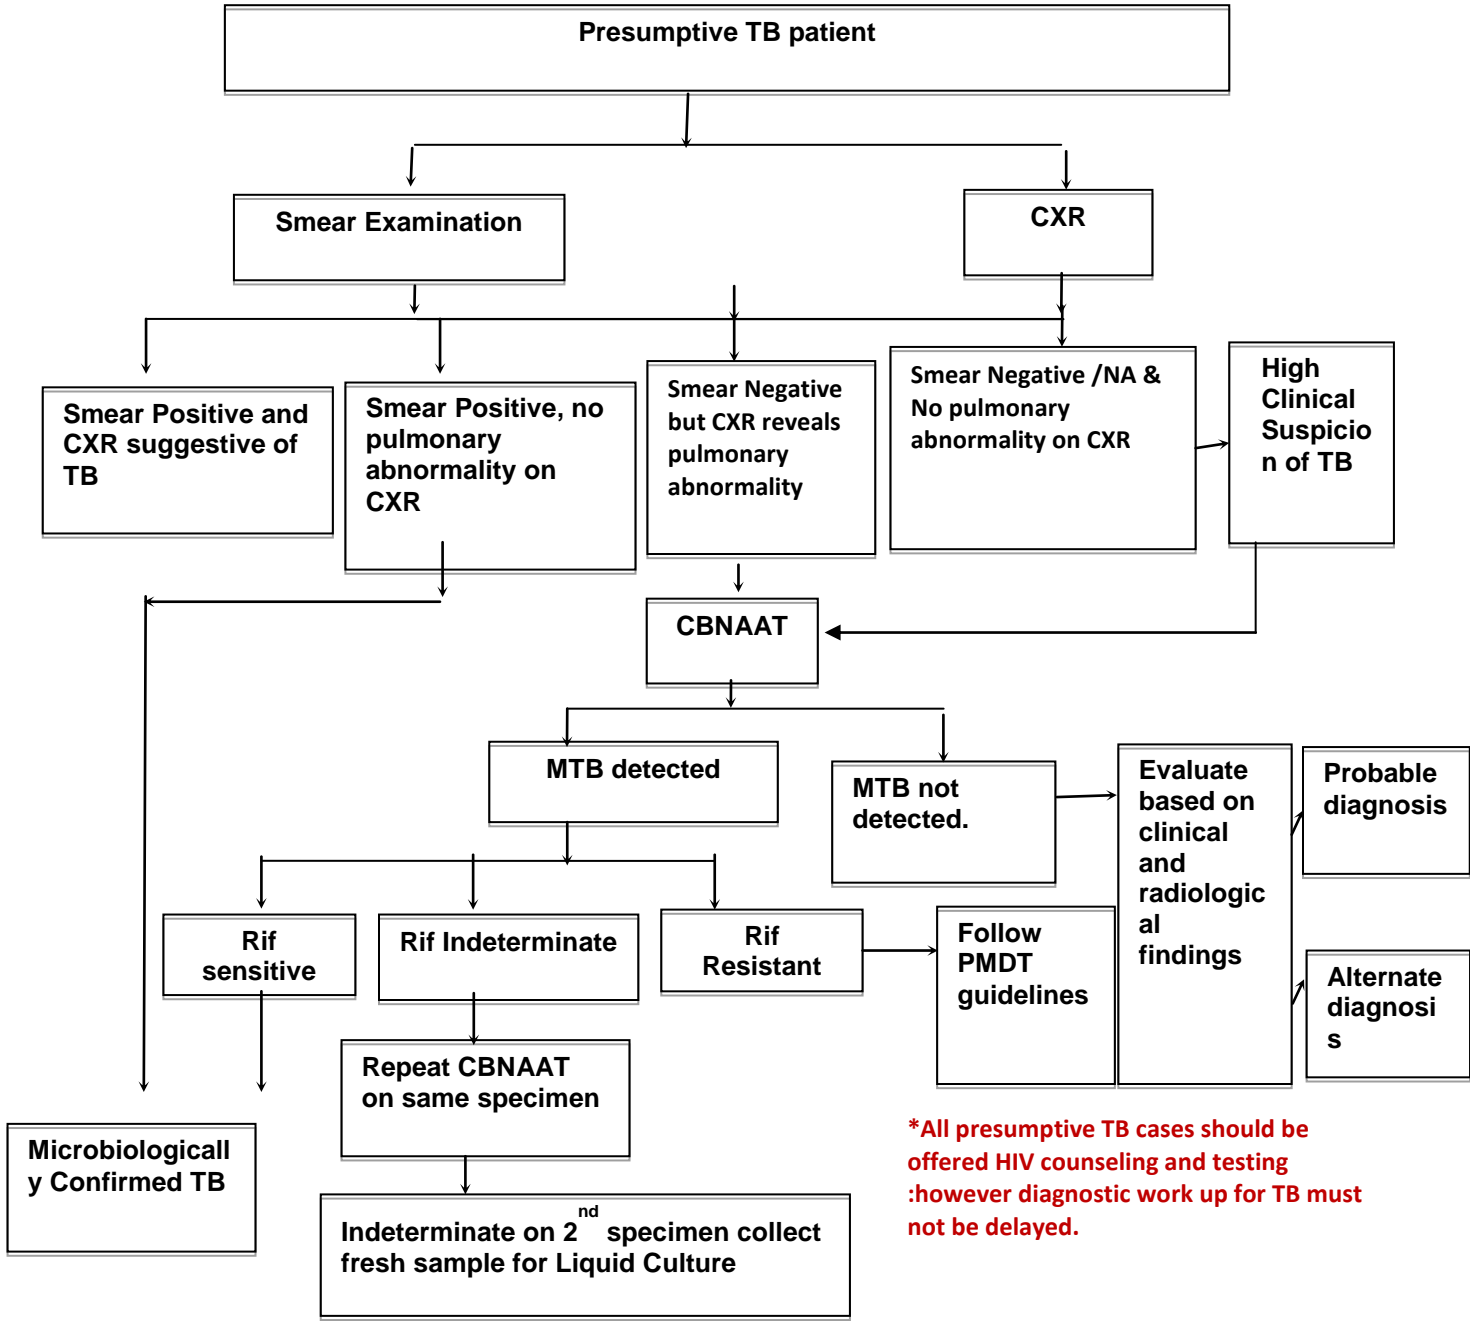 Presumptive TB patient
Smear Examination
CXR
Smear Positive and
CXR suggestive of
TB
Smear Positive, no
pulmonary
abnormality on
CXR
Smear Negative
but CXR reveals
pulmonary
abnormality
Smear Negative /NA &
No pulmonary
abnormality on CXR
High
Clinical
Suspicio
n of TB
CBNAAT
MTB detected
MTB not
detected.
Evaluate
based on
clinical
and
radiologic
al
findings
Probable
diagnosis
Alternate
diagnosi
s
Rif
sensitive
Rif Indeterminate
Rif
Resistant
Follow
PMDT
guidelines
Repeat CBNAAT
on same specimen
Microbiologicall
y Confirmed TB
Indeterminate on 2nd specimen collect
fresh sample for Liquid Culture
*All presumptive TB cases should be
offered HIV counseling and testing
:however diagnostic work up for TB must
not be delayed.